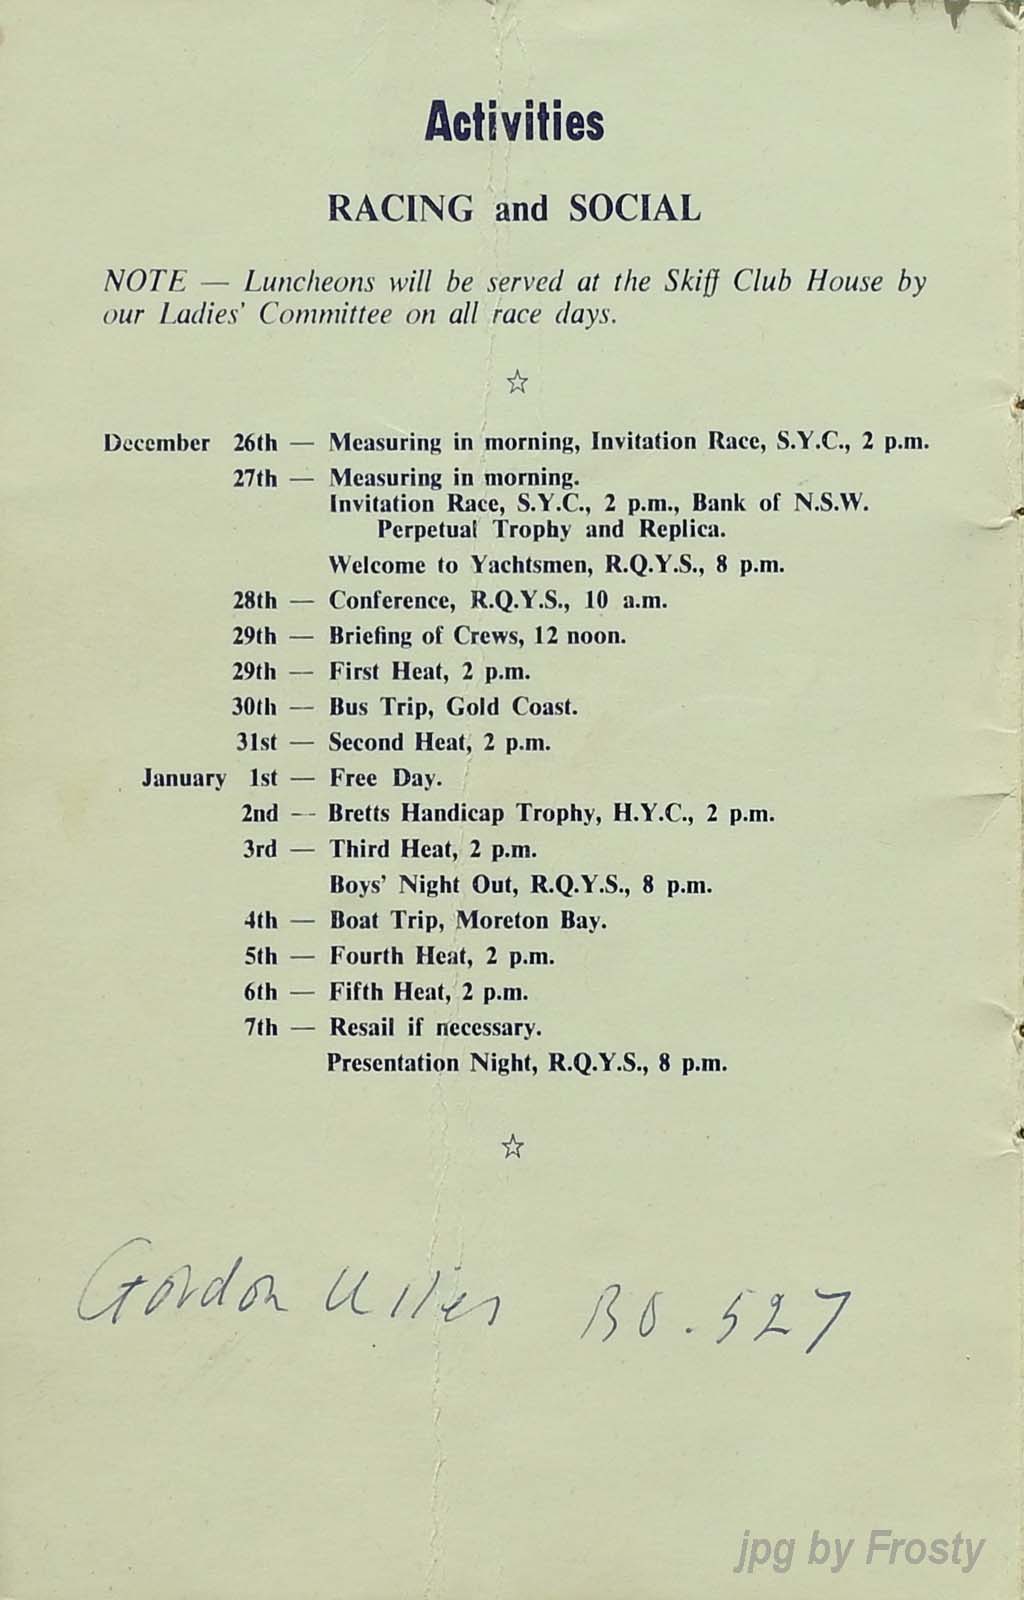 Activities
RACING and SOCIAL
NOTE — Luncheons will be served at the Skiff Club House by
our Ladies' Committee on all race days.
December 26th — Measuring in morning, Invitation Race, S.Y.C., 2 p.m.
27th — Measuring in morning.
Invitation Race, S.Y.C., 2 p.m., Bank of N.S.W.
Perpetual Trophy and Replica.
Welcome to Yachtsmen, R.Q.Y.S., 8 p.m.
28th — Conference, R.Q.Y.S., 10 a.m.
29th — Briefing of Crews, 12 noon.
29th — First Heat, 2 p.m.
30th — Bus Trip, Gold Coast.
31st — Second Heat, 2 p.m.
January 1st — Free Day.
2nd — Bretts Handicap Trophy, H.Y.C., 2 p.m.
3rd — Third Heat, 2 p.m.
Boys' Night Out, R.Q.Y.S., 8 p.m.
4th — Boat Trip, Moreton Bay.
5th — Fourth Heat, 2 p.m.
6th — Fifth Heat, 2 p.m.
7th — Resail if necessary.
Presentation Night, R.Q.Y.S., 8 p.m.
Gordon BO.527
jpg by Frosty